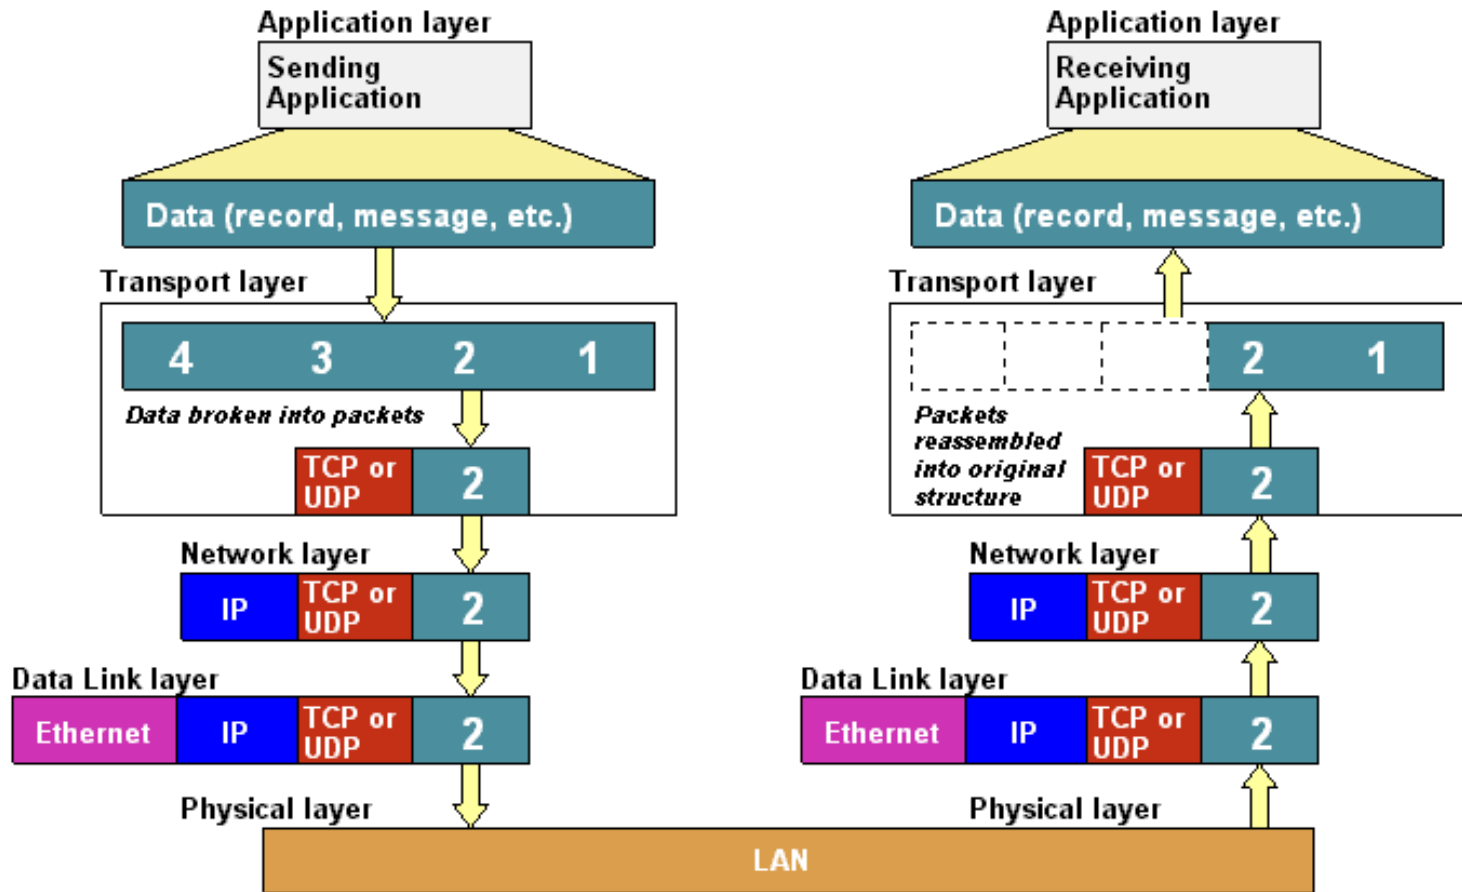 Application layer
Sending
Application
Data (record, message, etc.)
Transport layer
4 3 2 1
Data broken into packets
TCP or
UDP
2
Network layer
IP
TCP or
UDP
2
Data Link layer
Ethernet
IP
TCP or
UDP
2
Physical layer
Application layer
Receiving
Application
Data (record, message, etc.)
Transport layer
2 1
Packets
reassembled
into original
structure
TCP or
UDP
2
Network layer
IP
TCP or
UDP
2
Data Link layer
Ethernet
IP
TCP or
UDP
2
Physical layer
LAN